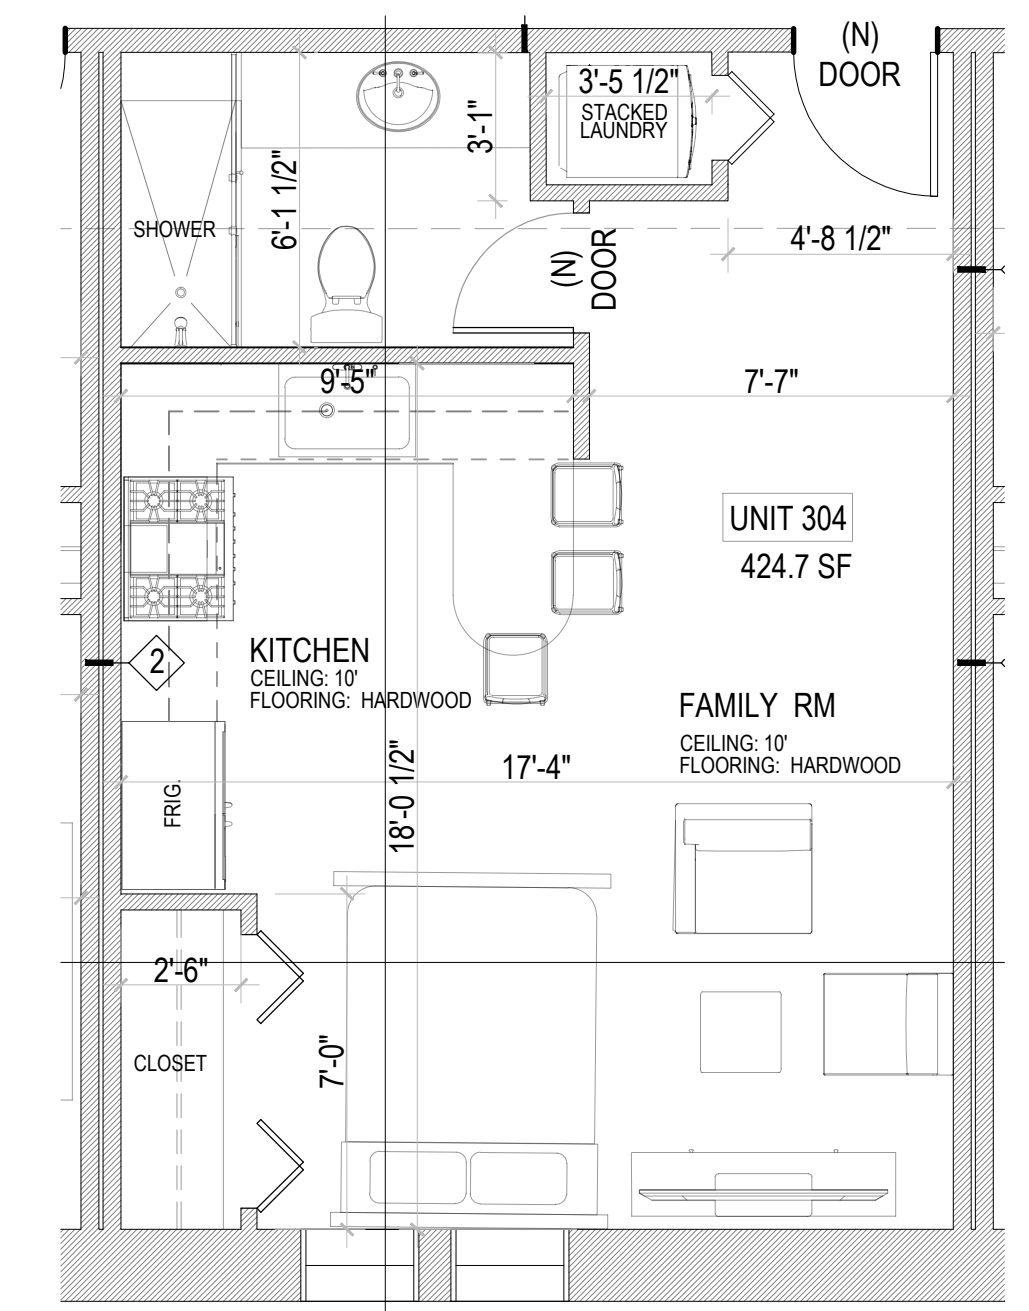 (N)
DOOR
3'-5 1/2"
STACKED
LAUNDRY
3'-1"
6'-1 1/2"
SHOWER
4'-8 1/2"
(N)
DOOR
9'-5"
7'-7"
UNIT 304
424.7 SF
KITCHEN
CEILING: 10'
FLOORING: HARDWOOD
2
FAMILY RM
CEILING: 10'
FLOORING: HARDWOOD
17'-4"
18'-0 1/2"
FRIG.
2'-6"
7'-0"
CLOSET